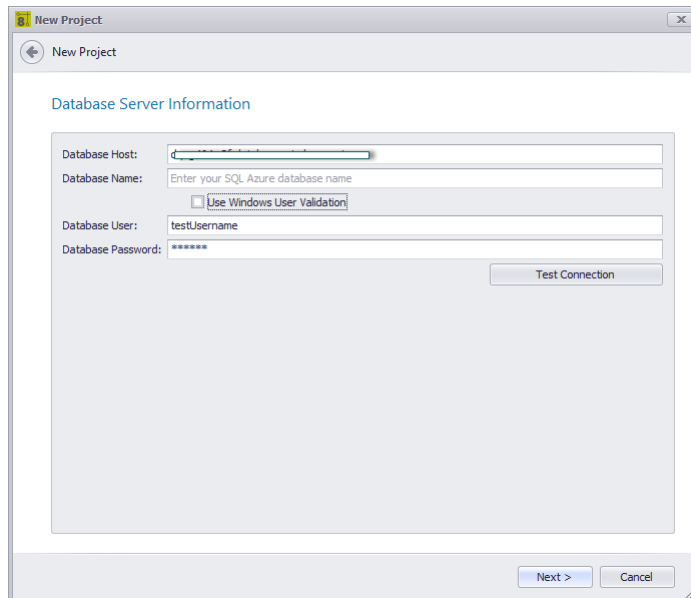 8 New Project
New Project
Database Server Information
Database Host:
Database Name: Enter your SQL Azure database name
Use Windows User Validation
Database User: testUsername
Database Password: ******
Test Connection
Next > Cancel